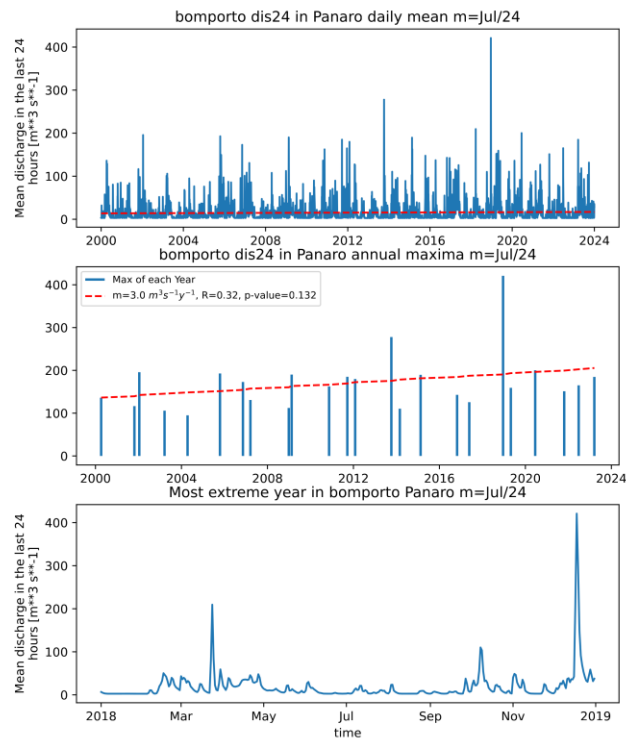 bomporto dis24 in Panaro daily mean m=Jul/24
Mean discharge in the last 24
hours [m**3 s**-1]
400
300
200
100
0
2000
2004
2008
2012
2016
2020
2024
bomporto dis24 in Panaro annual maxima m=Jul/24
Max of each Year
m=3.0 m³s⁻¹y⁻¹, R=0.32, p-value=0.132
400
300
200
100
0
2000
2004
2008
2012
2016
2020
2024
Most extreme year in bomporto Panaro m=Jul/24
Mean discharge in the last 24
hours [m**3 s**-1]
400
300
200
100
0
2018
Mar
May
Jul
Sep
Nov
2019
time